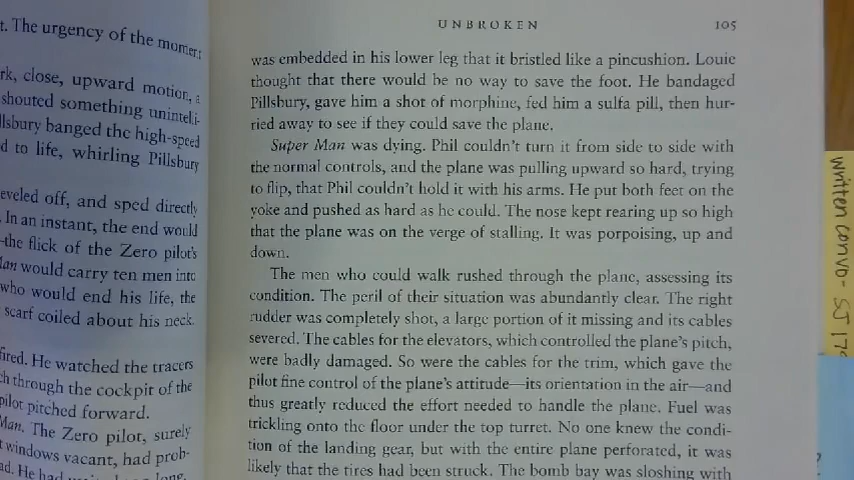 t. The urgency of the moment
rk, close, upward motion, a
shouted something unintelli-
llsbury banged the high-speed
d to life, whirling Pillsbury
eveled off, and sped directly
In an instant, the end would
-the flick of the Zero pilot's
Man would carry ten men into
who would end his life, the
scarf coiled about his neck.
fired. He watched the tracers
ch through the cockpit of the
pilot pitched forward.
Man. The Zero pilot, surely
t windows vacant, had prob-
ad. He had long.
UNBROKEN 105
was embedded in his lower leg that it bristled like a pincushion. Louie
thought that there would be no way to save the foot. He bandaged
Pillsbury, gave him a shot of morphine, fed him a sulfa pill, then hur-
ried away to see if they could save the plane.
Super Man was dying. Phil couldn't turn it from side to side with
the normal controls, and the plane was pulling upward so hard, trying
to flip, that Phil couldn't hold it with his arms. He put both feet on the
yoke and pushed as hard as he could. The nose kept rearing up so high
that the plane was on the verge of stalling. It was porpoising, up and
down.
The men who could walk rushed through the plane, assessing its
condition. The peril of their situation was abundantly clear. The right
rudder was completely shot, a large portion of it missing and its cables
severed. The cables for the elevators, which controlled the plane's pitch,
were badly damaged. So were the cables for the trim, which gave the
pilot fine control of the plane's attitude—its orientation in the air—and
thus greatly reduced the effort needed to handle the plane. Fuel was
trickling onto the floor under the top turret. No one knew the condi-
tion of the landing gear, but with the entire plane perforated, it was
likely that the tires had been struck. The bomb bay was sloshing with
written convo- SJ 179